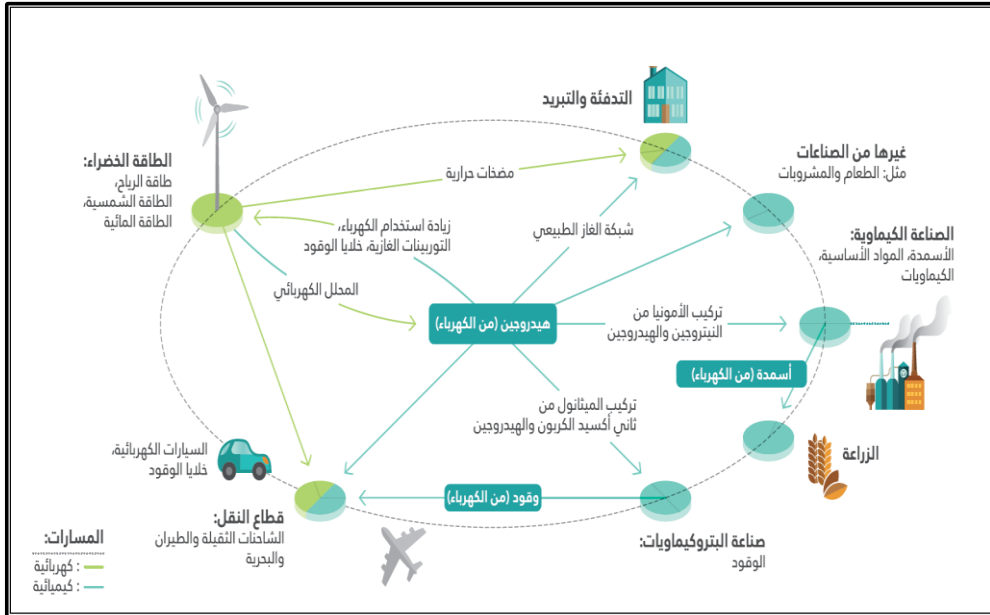 التدفئة والتبريد
غيرها من الصناعات
مثل: الطعام والمشروبات
الطاقة الخضراء:
طاقة الرياح،
الطاقة الشمسية،
الطاقة المائية
مضخات حرارية
زيادة استخدام الكهرباء،
التوربينات الغازية، خلايا الوقود
شبكة الغاز الطبيعي
الصناعة الكيماوية:
الأسمدة، المواد الأساسية،
الكيماويات
المحلل الكهربائي
هيدروجين (من الكهرباء)
تركيب الأمونيا من
النيتروجين والهيدروجين
أسمدة (من الكهرباء)
تركيب الميثانول من
ثاني أكسيد الكربون والهيدروجين
الزراعة
السيارات الكهربائية،
خلايا الوقود
وقود (من الكهرباء)
قطاع النقل:
الشاحنات الثقيلة والطيران
والبحرية
صناعة البتروكيماويات:
الوقود
المسارات:
: كهربائية
: كيميائية